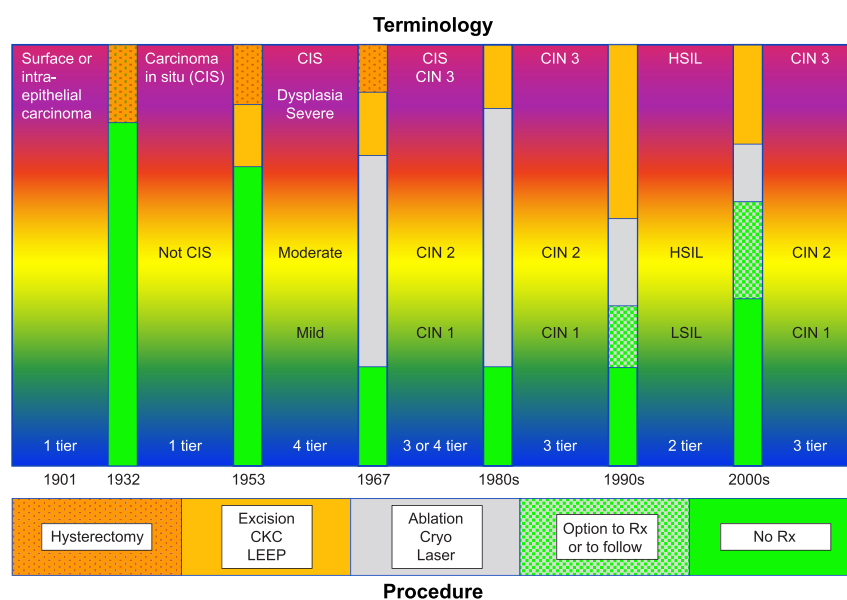 Terminology
Surface or
intra-
epithelial
carcinoma
1 tier
Carcinoma
in situ (CIS)
Not CIS
1 tier
CIS
Dysplasia
Severe
Moderate
Mild
4 tier
CIS
CIN 3
CIN 2
CIN 1
3 or 4 tier
CIN 3
CIN 2
CIN 1
3 tier
HSIL
HSIL
LSIL
2 tier
CIN 3
CIN 2
CIN 1
3 tier
1901
1932
1953
1967
1980s
1990s
2000s
Hysterectomy
Excision
CKC
LEEP
Ablation
Cryo
Laser
Option to Rx
or to follow
No Rx
Procedure